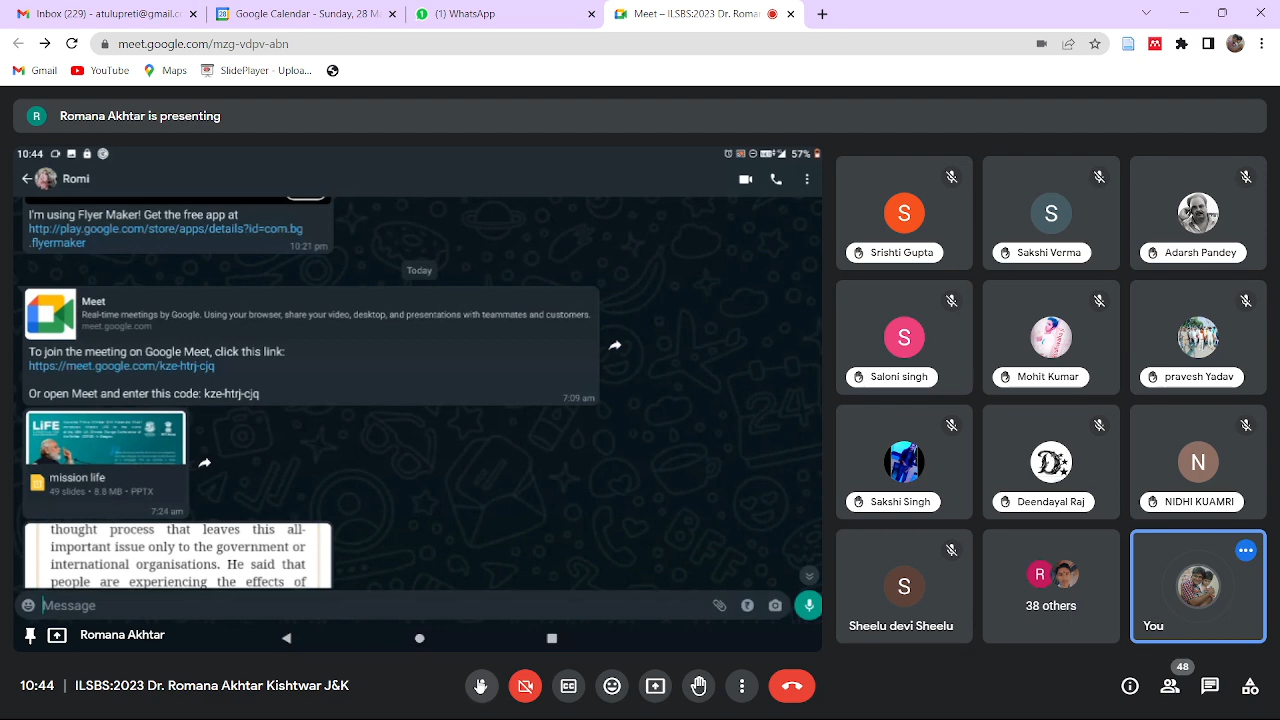 Inbox (13) - atulupreti@gmail.c
Google Calendar - Sunday, 28 M
(1) WhatsApp
Meet – ILSBS:2023 Dr. Roma
meet.google.com/mzg-vdpv-abn
Gmail
YouTube
Maps
SlidePlayer - Uploa...
R
Romana Akhtar is presenting
10:44
57%
Romi
I'm using Flyer Maker! Get the free app at
http://play.google.com/store/apps/details?id=com.bg
.flyermaker
10:21 pm
Today
Meet
Real-time meetings by Google. Using your browser, share your video, desktop, and presentations with teammates and customers.
meet.google.com
To join the meeting on Google Meet, click this link:
https://meet.google.com/kze-htrj-cjq
Or open Meet and enter this code: kze-htrj-cjq
7:09 am
LiFE
mission life
49 slides • 8.8 MB • PPTX
7:24 am
thought process that leaves this all-
important issue only to the government or
international organisations. He said that
people are experiencing the effects of
Message
Romana Akhtar
S
Srishti Gupta
S
Sakshi Verma
Adarsh Pandey
S
Saloni singh
Mohit Kumar
pravesh Yadav
Sakshi Singh
Deendayal Raj
N
NIDHI KUAMRI
S
Sheelu devi Sheelu
R
38 others
You
10:44 | ILSBS:2023 Dr. Romana Akhtar Kishtwar J&K
48